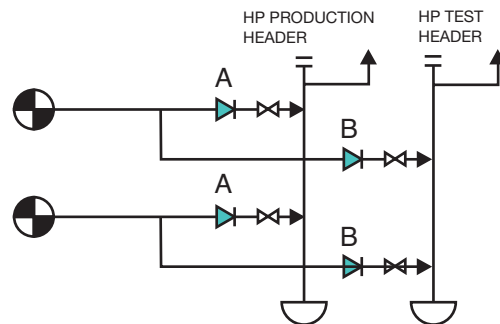 HP PRODUCTION
HEADER
HP TEST
HEADER
A
B
A
B